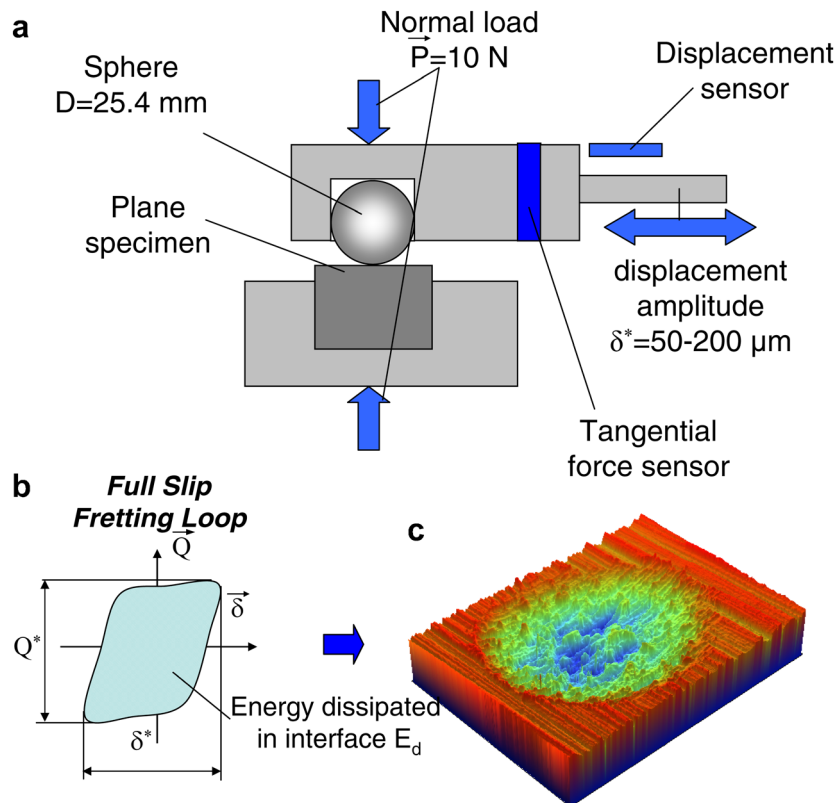 a
Normal load
P=10 N
Sphere
D=25.4 mm
Displacement
sensor
Plane
specimen
displacement
amplitude
δ*=50-200 µm
Tangential
force sensor
b
Full Slip
Fretting Loop
Q
δ
Q*
δ*
Energy dissipated
in interface Ed
c